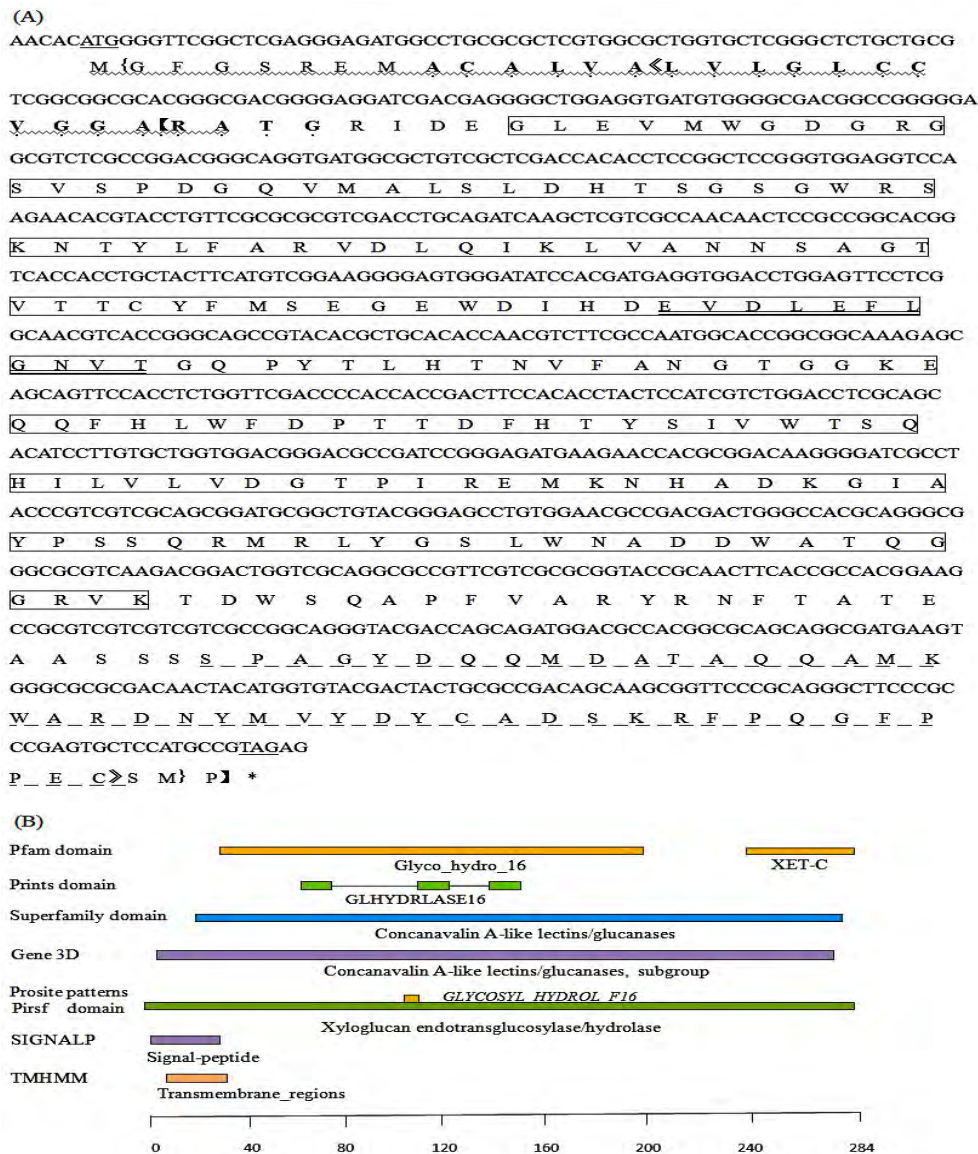 (A)
AACACATGGGGTTCGGCTCGAGGGAGATGGCCTGCGCGCTCGTGGCGCTGGTGCTCGGGCTCTGCTGCG
M {G F G S R E M A C A L V A≪L V L G L C C
TCGGCGGCGCACGGGCGACGGGGAGGATCGACGAGGGGCTGGAGGTGATGTGGGGCGACGGCCGGGGGA
V G G A【R A T G R I D E G L E V M W G D G R G
GCGTCTCGCCGGACGGGCAGGTGATGGCGCTGTCGCTCGACCACACCTCCGGCTCCGGGTGGAGGTCCA
S V S P D G Q V M A L S L D H T S G S G W R S
AGAACACGTACCTGTTCGCGCGCGTCGACCTGCAGATCAAGCTCGTCGCCAACAACTCCGCCGGCACGG
K N T Y L F A R V D L Q I K L V A N N S A G T
TCACCACCTGCTACTTCATGTCGGAAGGGGAGTGGGATATCCACGATGAGGTGGACCTGGAGTTCCTCG
V T T C Y F M S E G E W D I H D E V D L E F L
GCAACGTCACCGGGCAGCCGTACACGCTGCACACCAACGTCTTCGCCAATGGCACCGGCGGCAAAGAGC
G N V T G Q P Y T L H T N V F A N G T G G K E
AGCAGTTCCACCTCTGGTTCGACCCCACCACCGACTTCCACACCTACTCCATCGTCTGGACCTCGCAGC
Q Q F H L W F D P T T D F H T Y S I V W T S Q
ACATCCTTGTGCTGGTGGACGGGACGCCGATCCGGGAGATGAAGAACCACGCGGACAAGGGGATCGCCT
H I L V L V D G T P I R E M K N H A D K G I A
ACCCGTCGTCGCAGCGGATGCGGCTGTACGGGAGCCTGTGGAACGCCGACGACTGGGCCACGCAGGGCG
Y P S S Q R M R L Y G S L W N A D D W A T Q G
GGCGCGTCAAGACGGACTGGTCGCAGGCGCCGTTCGTCGCGCGGTACCGCAACTTCACCGCCACGGAAG
G R V K T D W S Q A P F V A R Y R N F T A T E
CCGCGTCGTCGTCGTCGCCGGCAGGGTACGACCAGCAGATGGACGCCACGGCGCAGCAGGCGATGAAGT
A A S S S S P A G Y D Q Q M D A T A Q Q A M K
GGGCGCGCGACAACTACATGGTGTACGACTACTGCGCCGACAGCAAGCGGTTCCCGCAGGGCTTCCCGC
W A R D N Y M V Y D Y C A D S K R F P Q G F P
CCGAGTGCTCCATGCCGTAGAG
P E C≫S M} P】 *
(B)
Pfam domain
Glyco_hydro_16 XET-C
Prints domain
GLHYDRLASE16
Superfamily domain
Concanavalin A-like lectins/glucanases
Gene 3D
Concanavalin A-like lectins/glucanases, subgroup
Prosite patterns GLYCOSYL_HYDROL_F16
Pirsf domain
Xyloglucan endotransglucosylase/hydrolase
SIGNALP
Signal-peptide
TMHMM
Transmembrane_regions
0 40 80 120 160 200 240 284